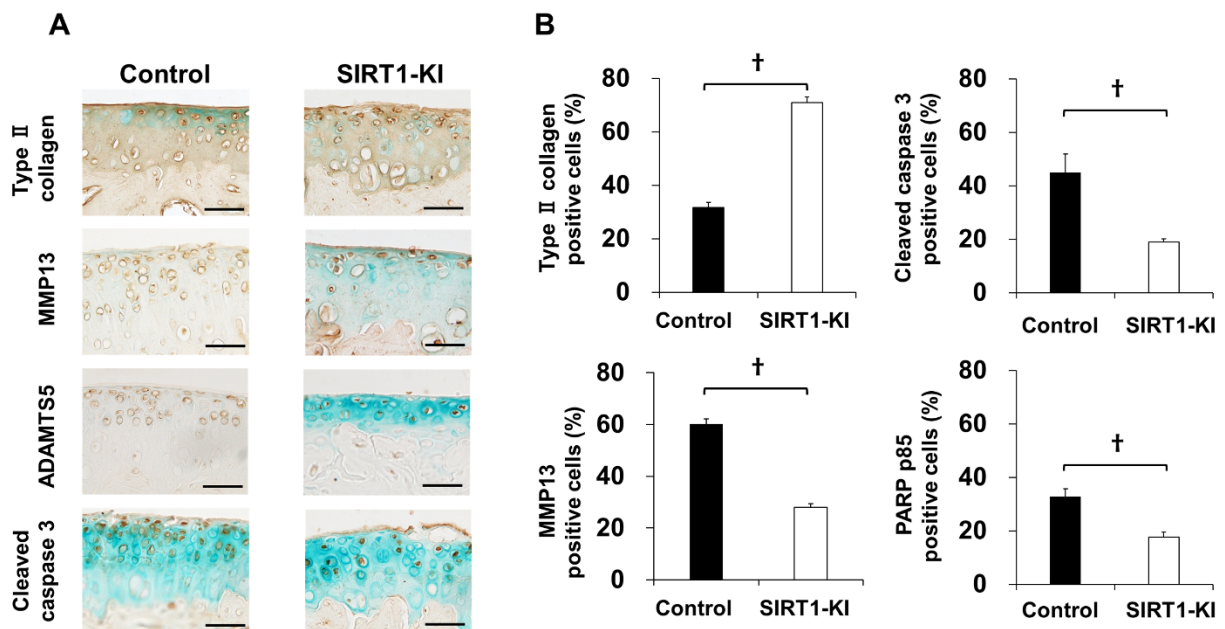 A
Control
SIRT1-KI
Type Ⅱ
collagen
MMP13
ADAMTS5
Cleaved
caspase 3
B
Type Ⅱ collagen
positive cells (%)
80
60
40
20
0
†
Control
SIRT1-KI
Cleaved caspase 3
positive cells (%)
80
60
40
20
0
†
Control
SIRT1-KI
MMP13
positive cells (%)
80
60
40
20
0
†
Control
SIRT1-KI
PARP p85
positive cells (%)
80
60
40
20
0
†
Control
SIRT1-KI